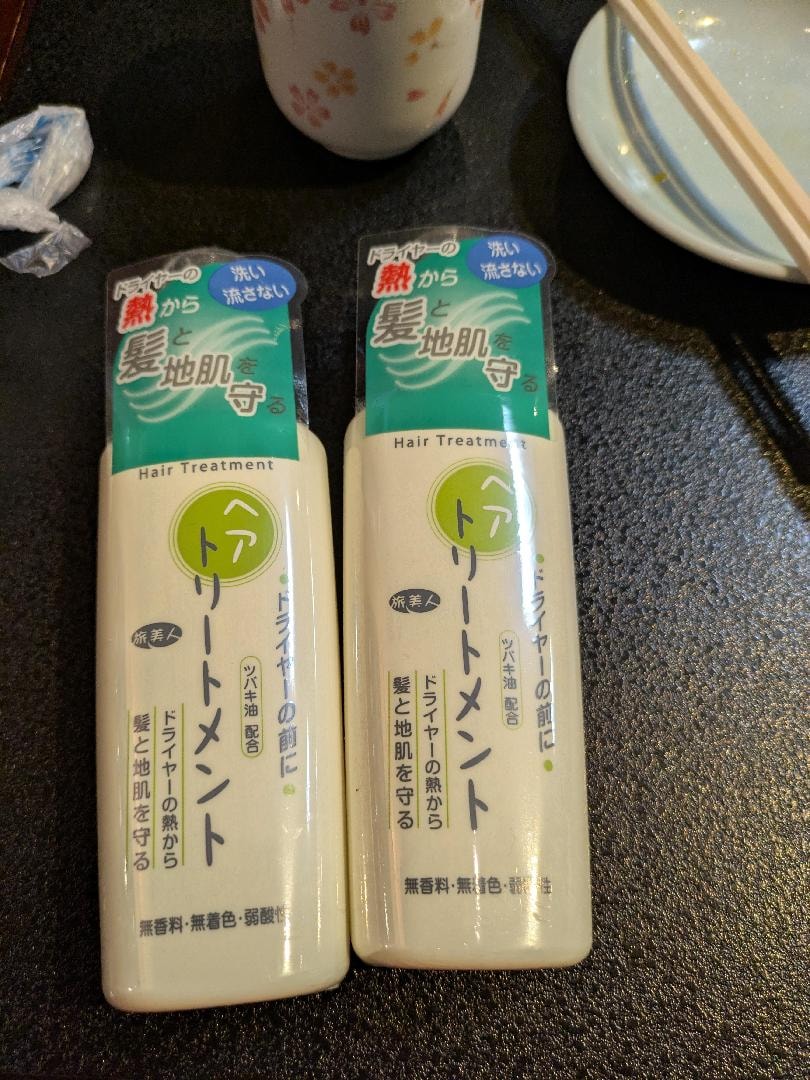 ドライヤーの
熱から
洗い
流さない
髪と
地肌を
守る
Hair Treatment
ヘア
トリートメント
・ドライヤーの前に・
ツバキ油 配合
旅美人
ドライヤーの熱から
髪と地肌を守る
無香料・無着色・弱酸性
ドライヤーの
熱から
洗い
流さない
髪と
地肌を
守る
Hair Treatment
ヘア
トリートメント
・ドライヤーの前に・
ツバキ油 配合
旅美人
ドライヤーの熱から
髪と地肌を守る
無香料・無着色・弱酸性